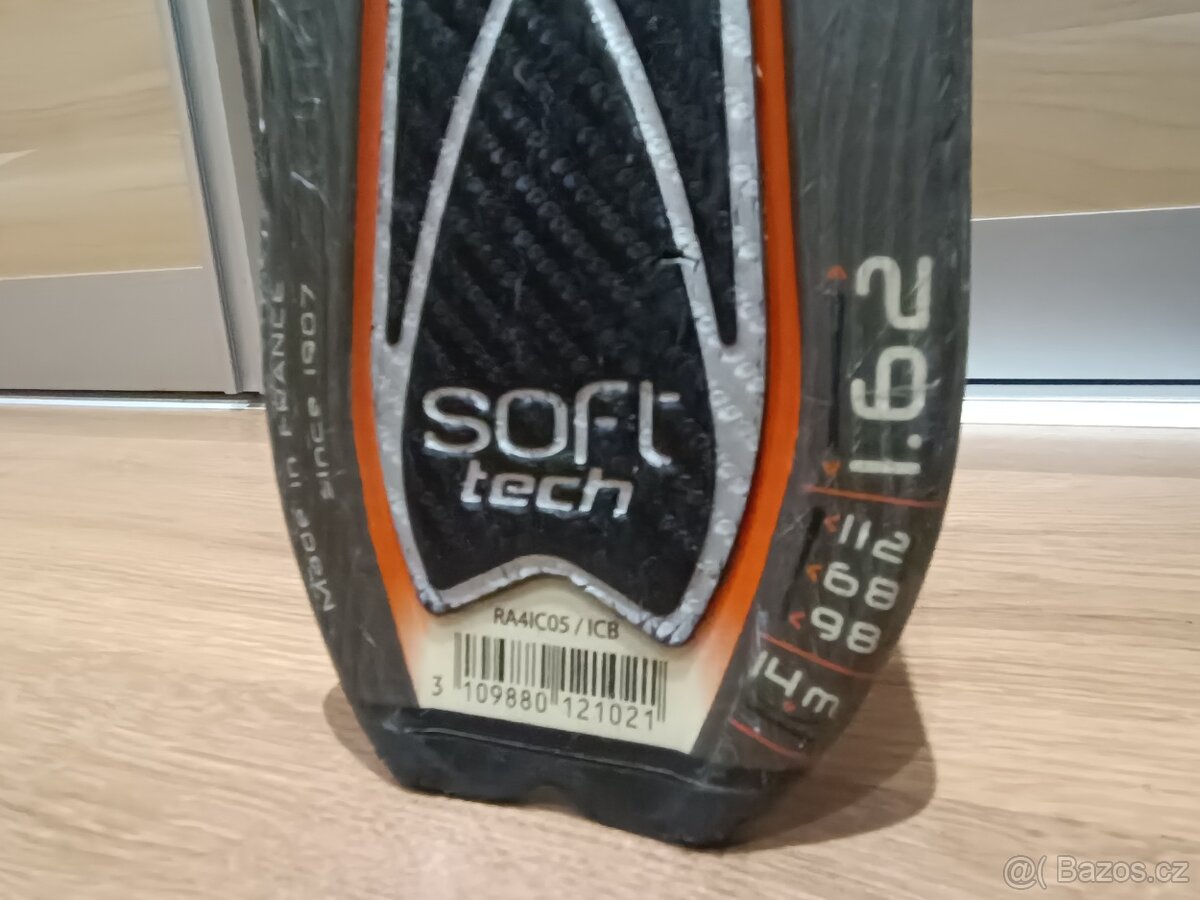 Made in FRANCE
since 1907
soft
tech
RA4IC05 / ICB
3 109880 121021
1.62
<112
<68
<98
14m
@( Bazos.cz